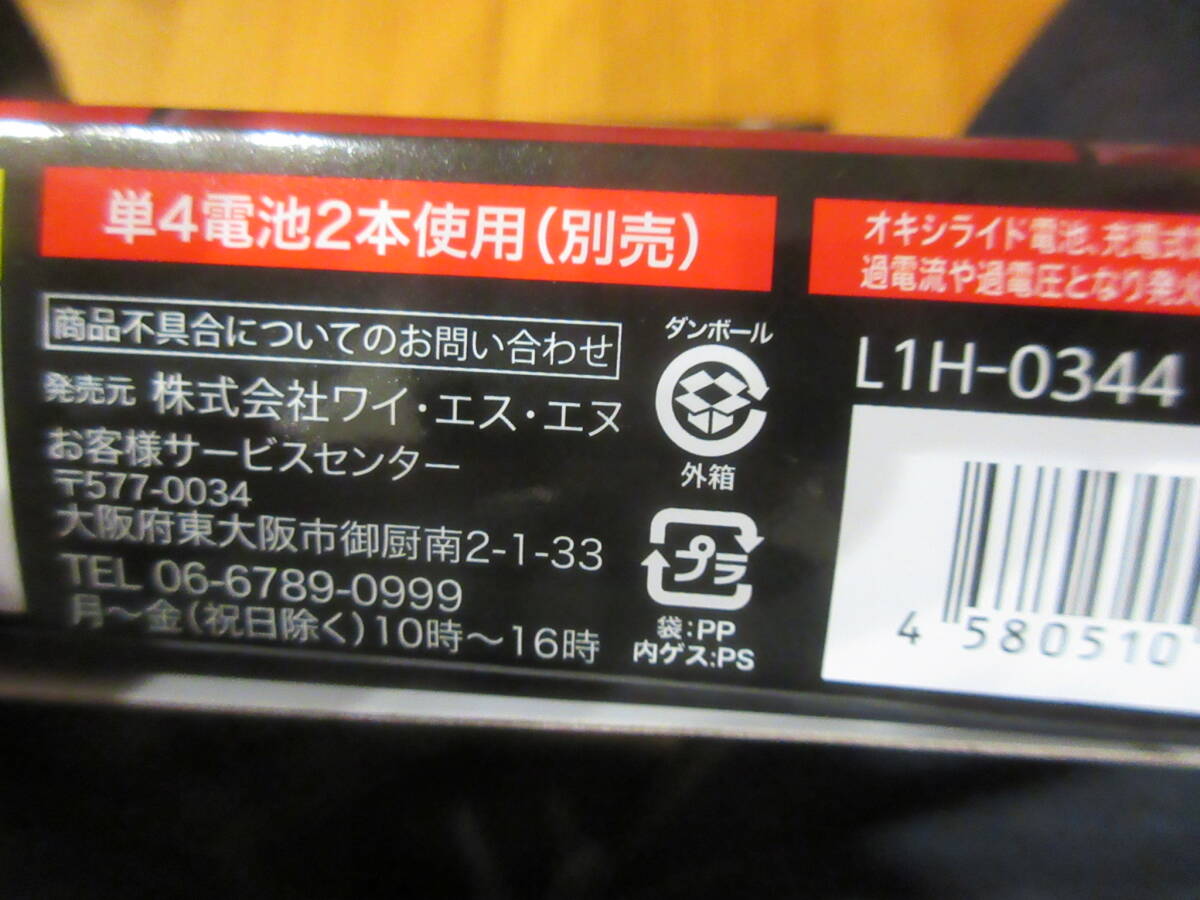 単4電池2本使用(別売)
オキシライド電池、充電式
過電流や過電圧となり発火
商品不具合についてのお問い合わせ
発売元 株式会社ワイ・エス・エヌ
お客様サービスセンター
〒577-0034
大阪府東大阪市御厨南2-1-33
TEL 06-6789-0999
月～金(祝日除く)10時～16時
ダンボール
外箱
プラ
袋:PP
内ゲス:PS
L1H-0344
4 580510